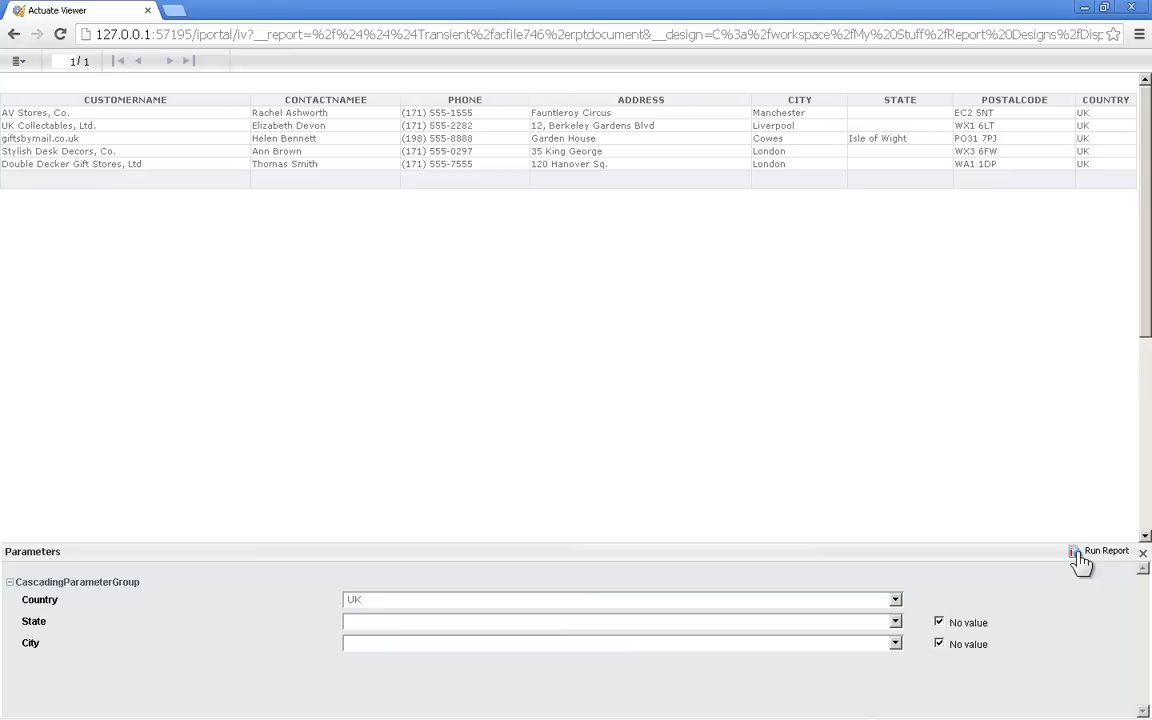 Actuate Viewer
127.0.0.1:57195/iportal/iv?__report=%2f%24%24%24Transient%2facfile746%2erptdocument&__design=C%3a%2fworkspace%2fMy%20Stuff%2fReport%20Designs%2fDisp
1/ 1
CUSTOMERNAME CONTACTNAMEE PHONE ADDRESS CITY STATE POSTALCODE COUNTRY
AV Stores, Co. Rachel Ashworth (171) 555-1555 Fauntleroy Circus Manchester EC2 5NT UK
UK Collectables, Ltd. Elizabeth Devon (171) 555-2282 12, Berkeley Gardens Blvd Liverpool WX1 6LT UK
giftsbymail.co.uk Helen Bennett (198) 555-8888 Garden House Cowes Isle of Wight PO31 7PJ UK
Stylish Desk Decors, Co. Ann Brown (171) 555-0297 35 King George London WX3 6FW UK
Double Decker Gift Stores, Ltd Thomas Smith (171) 555-7555 120 Hanover Sq. London WA1 1DP UK
Parameters Run Report
CascadingParameterGroup
Country UK
State No value
City No value